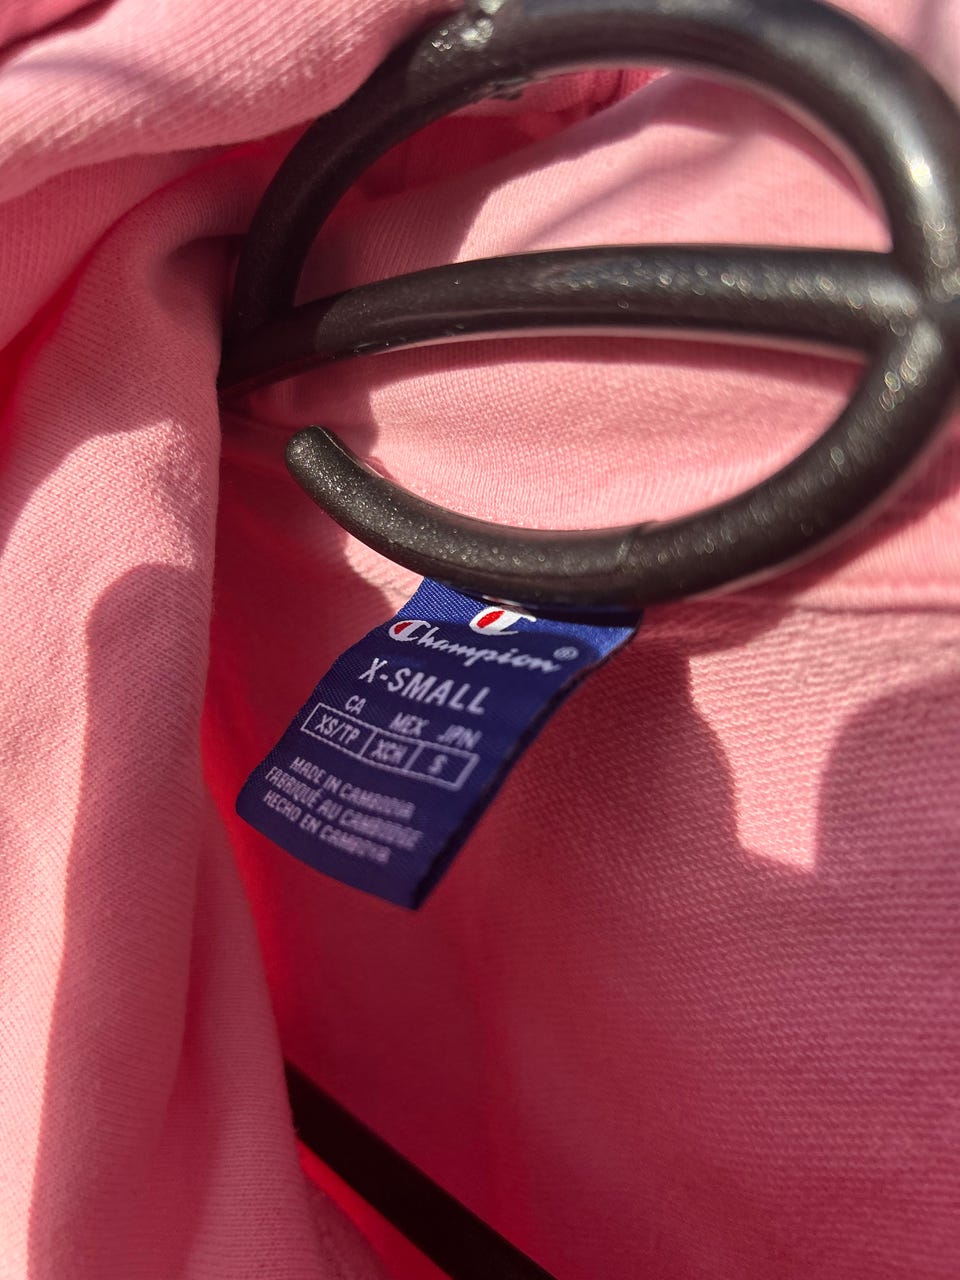 Champion®
X-SMALL
CA MEX JPN
XS/TP XCH S
MADE IN CAMBODIA
FABRIQUÉ AU CAMBODGE
HECHO EN CAMBOYA